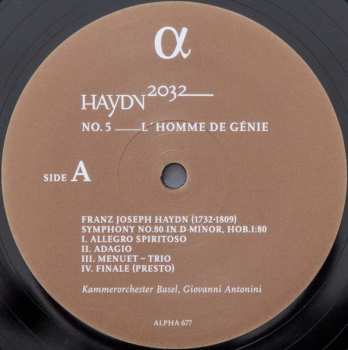 α
HAYDN2032
NO. 5 — L´HOMME DE GÉNIE
SIDE A
FRANZ JOSEPH HAYDN (1732-1809)
SYMPHONY NO.80 IN D-MINOR, HOB.I:80
I. ALLEGRO SPIRITOSO
II. ADAGIO
III. MENUET – TRIO
IV. FINALE (PRESTO)
Kammerorchester Basel, Giovanni Antonini
ALPHA 677